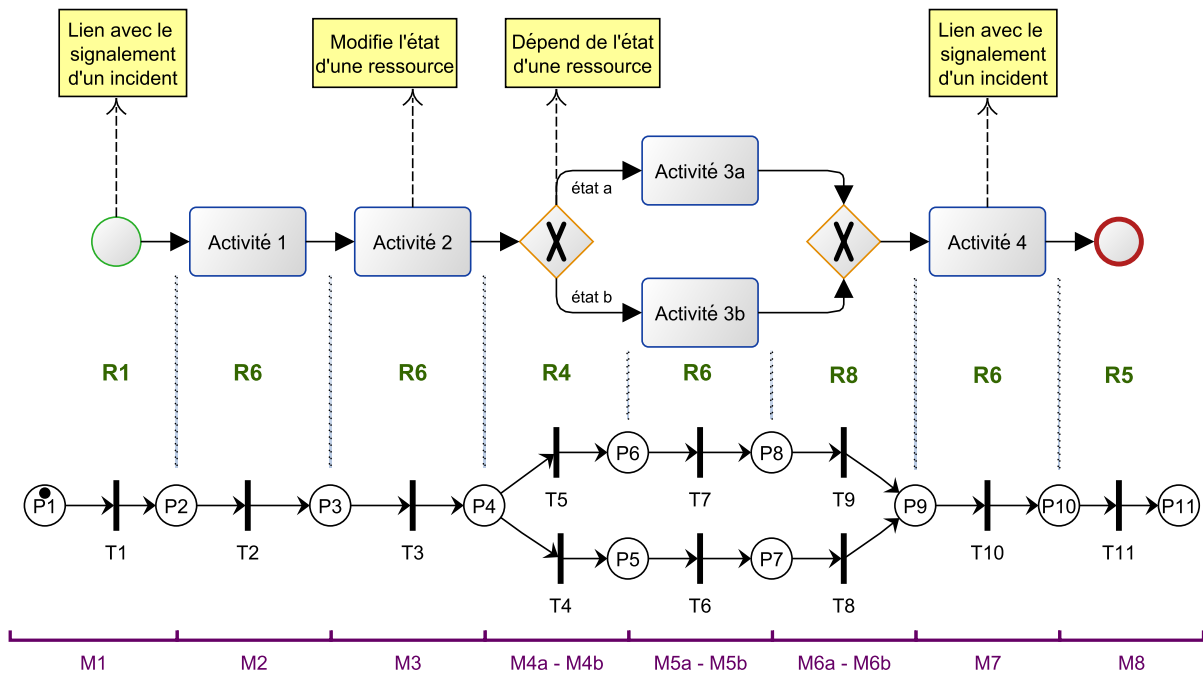 Lien avec le
signalement
d'un incident
Modifie l'état
d'une ressource
Dépend de l'état
d'une ressource
Lien avec le
signalement
d'un incident
Activité 1
Activité 2
X
état a
état b
Activité 3a
Activité 3b
X
Activité 4
R1
R6
R6
R4
R6
R8
R6
R5
P1
T1
P2
T2
P3
T3
P4
T5
P6
T7
P8
T9
T4
P5
T6
P7
T8
P9
T10
P10
T11
P11
M1
M2
M3
M4a - M4b
M5a - M5b
M6a - M6b
M7
M8